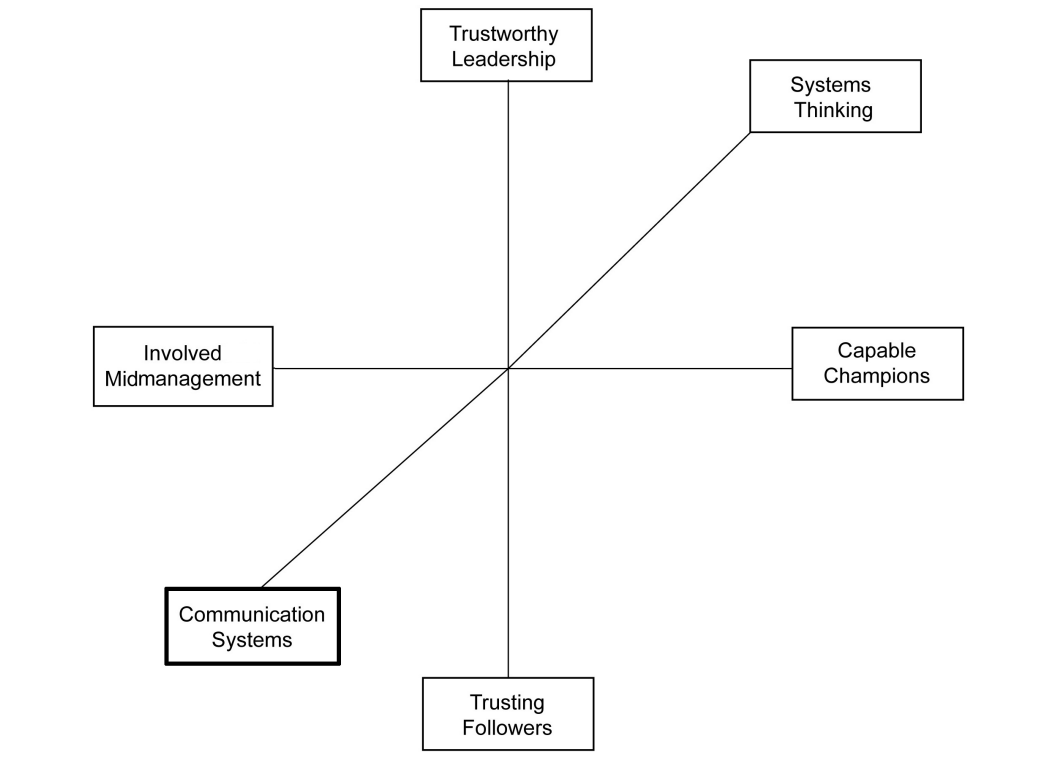 Trustworthy
Leadership
Systems
Thinking
Involved
Midmanagement
Capable
Champions
Communication
Systems
Trusting
Followers